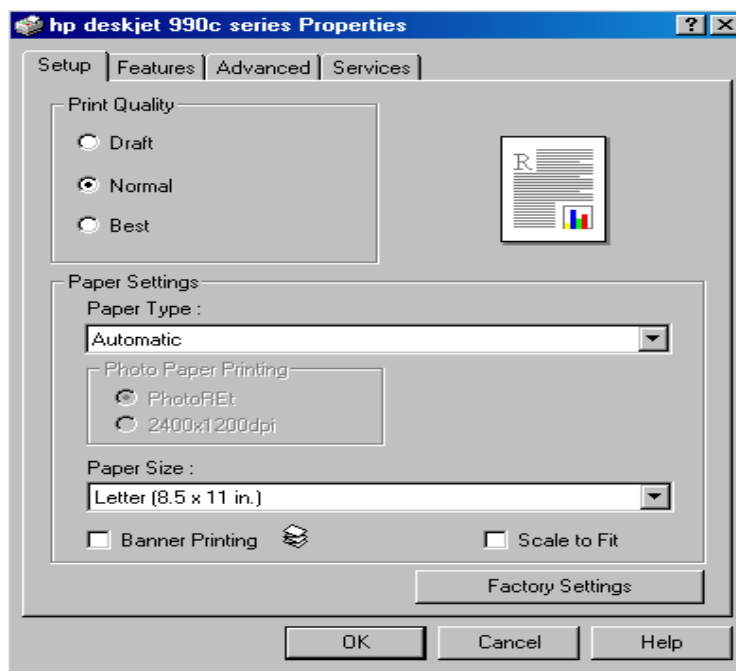 hp deskjet 990c series Properties
Setup Features Advanced Services
Print Quality
Draft
Normal
Best
R
Paper Settings
Paper Type :
Automatic
Photo Paper Printing
PhotoREt
2400x1200dpi
Paper Size :
Letter (8.5 x 11 in.)
Banner Printing Scale to Fit
Factory Settings
OK Cancel Help